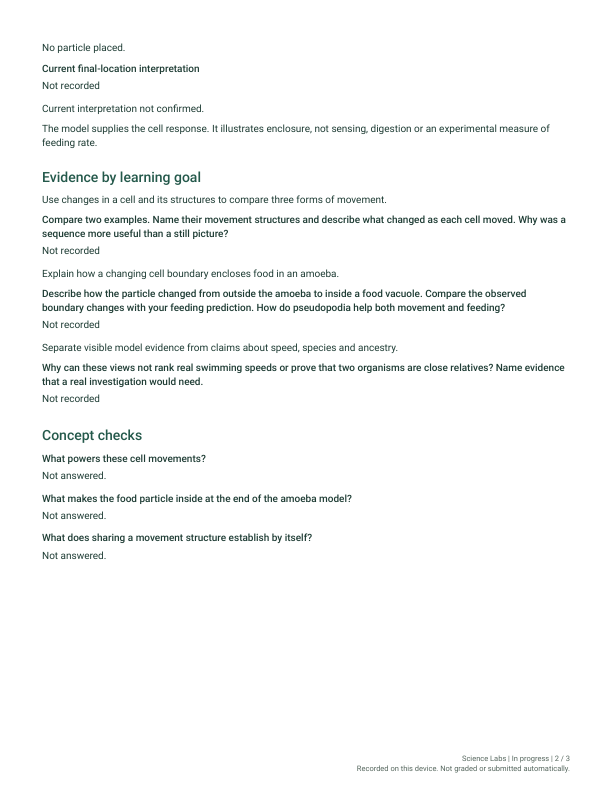 No particle placed.
Current final-location interpretation
Not recorded
Current interpretation not confirmed.
The model supplies the cell response. It illustrates enclosure, not sensing, digestion or an experimental measure of
feeding rate.
Evidence by learning goal
Use changes in a cell and its structures to compare three forms of movement.
Compare two examples. Name their movement structures and describe what changed as each cell moved. Why was a
sequence more useful than a still picture?
Not recorded
Explain how a changing cell boundary encloses food in an amoeba.
Describe how the particle changed from outside the amoeba to inside a food vacuole. Compare the observed
boundary changes with your feeding prediction. How do pseudopodia help both movement and feeding?
Not recorded
Separate visible model evidence from claims about speed, species and ancestry.
Why can these views not rank real swimming speeds or prove that two organisms are close relatives? Name evidence
that a real investigation would need.
Not recorded
Concept checks
What powers these cell movements?
Not answered.
What makes the food particle inside at the end of the amoeba model?
Not answered.
What does sharing a movement structure establish by itself?
Not answered.
Science Labs | In progress | 2 / 3
Recorded on this device. Not graded or submitted automatically.